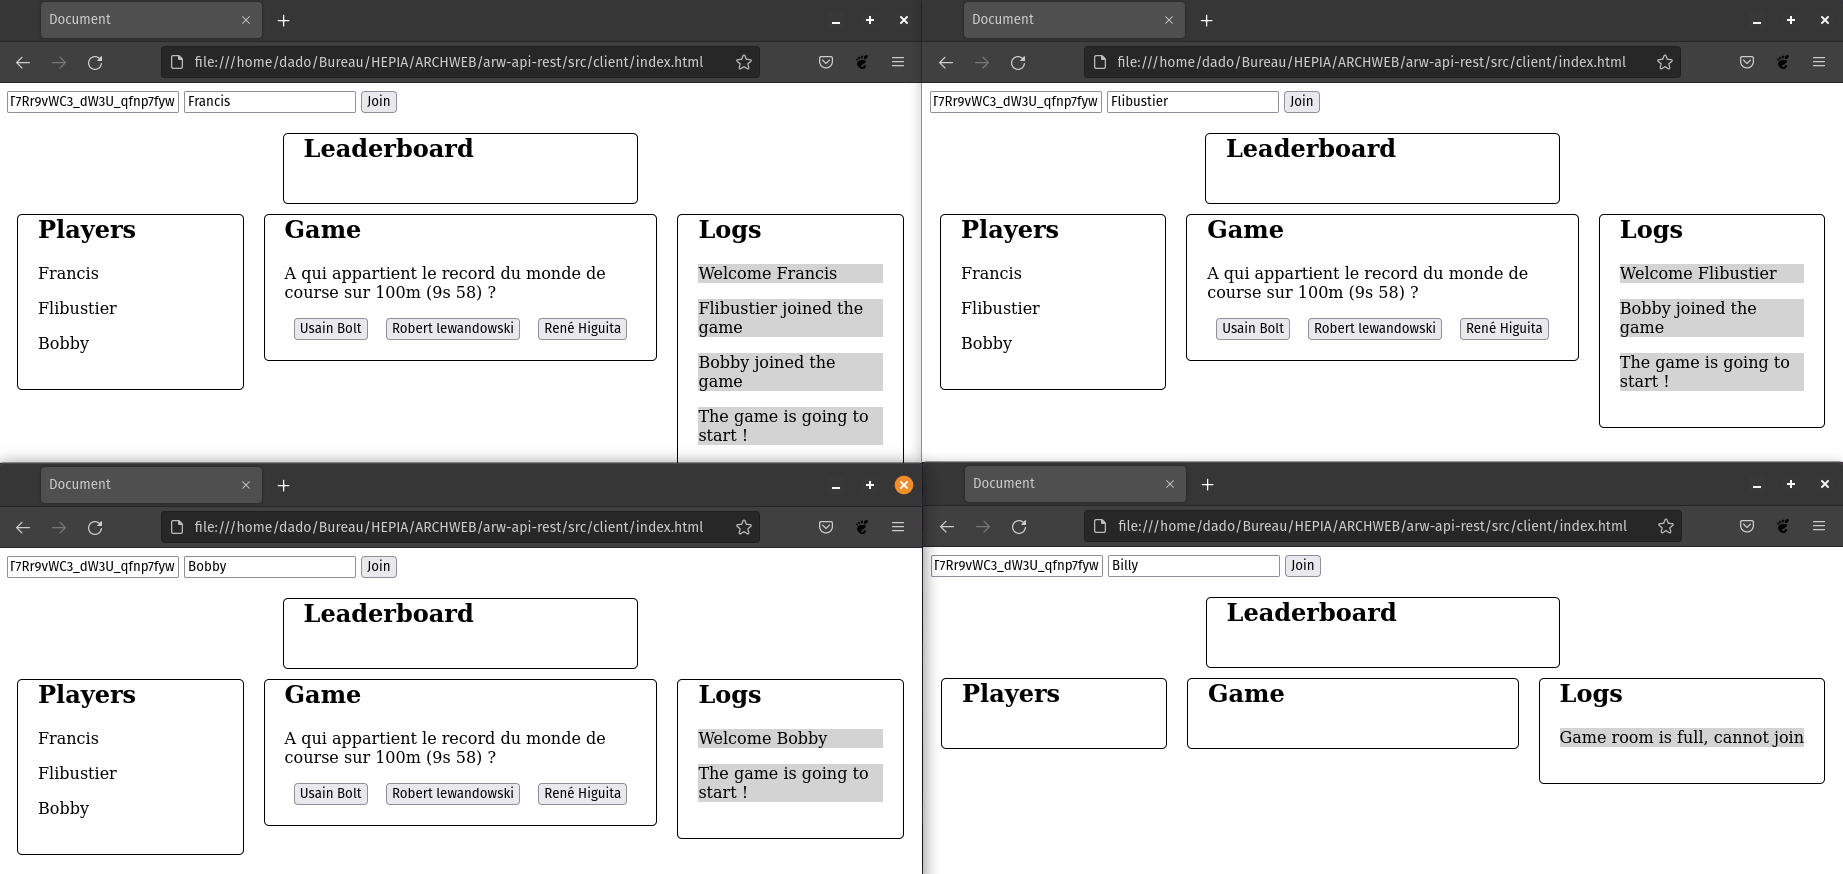 Document
file:///home/dado/Bureau/HEPIA/ARCHWEB/arw-api-rest/src/client/index.html
T7Rr9vWC3_dW3U_qfnp7fyw Francis Join
Leaderboard
Players
Francis
Flibustier
Bobby
Game
A qui appartient le record du monde de
course sur 100m (9s 58) ?
Usain Bolt Robert lewandowski René Higuita
Logs
Welcome Francis
Flibustier joined the
game
Bobby joined the
game
The game is going to
start !
Document
file:///home/dado/Bureau/HEPIA/ARCHWEB/arw-api-rest/src/client/index.html
T7Rr9vWC3_dW3U_qfnp7fyw Flibustier Join
Leaderboard
Players
Francis
Flibustier
Bobby
Game
A qui appartient le record du monde de
course sur 100m (9s 58) ?
Usain Bolt Robert lewandowski René Higuita
Logs
Welcome Flibustier
Bobby joined the
game
The game is going to
start !
Document
file:///home/dado/Bureau/HEPIA/ARCHWEB/arw-api-rest/src/client/index.html
T7Rr9vWC3_dW3U_qfnp7fyw Bobby Join
Leaderboard
Players
Francis
Flibustier
Bobby
Game
A qui appartient le record du monde de
course sur 100m (9s 58) ?
Usain Bolt Robert lewandowski René Higuita
Logs
Welcome Bobby
The game is going to
start !
Document
file:///home/dado/Bureau/HEPIA/ARCHWEB/arw-api-rest/src/client/index.html
T7Rr9vWC3_dW3U_qfnp7fyw Billy Join
Leaderboard
Players
Game
Logs
Game room is full, cannot join